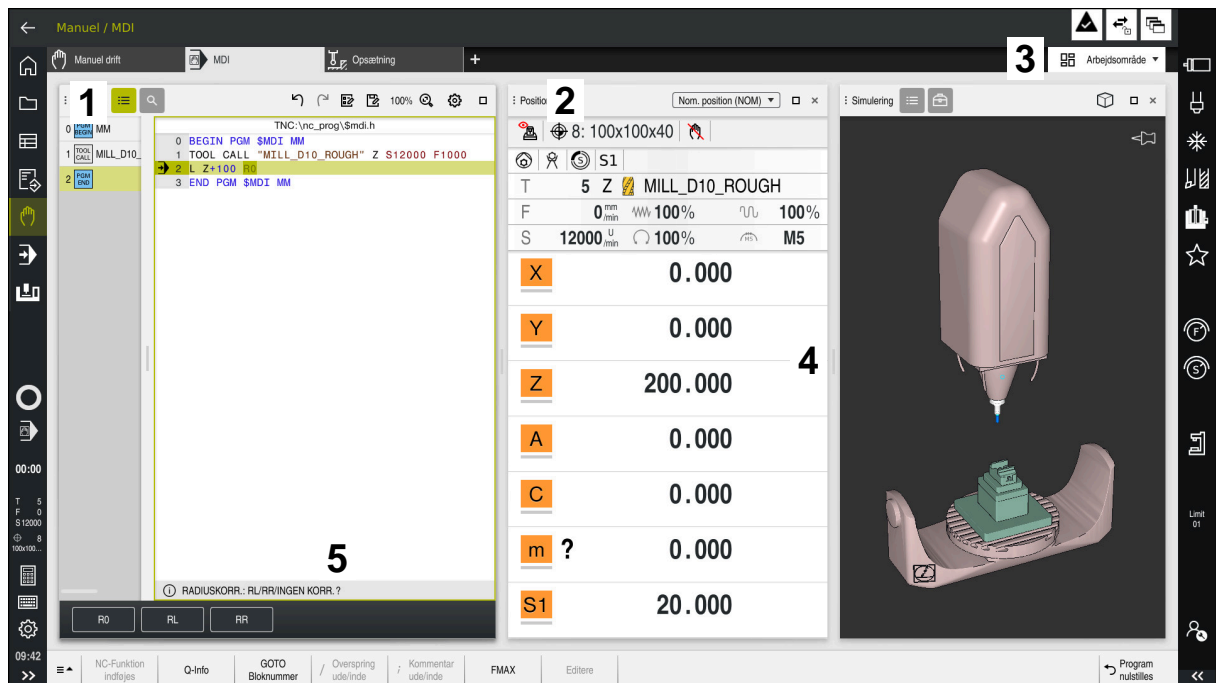 Manuel / MDI
Manuel drift
MDI
Opsætning
+
3
Arbejdsområde
1
100%
TNC:\nc_prog\$mdi.h
0 PGM BEGIN MM
1 TOOL CALL MILL_D10_
2 PGM END
0 BEGIN PGM $MDI MM
1 TOOL CALL "MILL_D10_ROUGH" Z S12000 F1000
2 L Z+100 R0
3 END PGM $MDI MM
5
RADIUSKORR.: RL/RR/INGEN KORR.?
R0 RL RR
Positio
2
Nom. position (NOM)
8: 100x100x40
S1
T 5 Z MILL_D10_ROUGH
F 0 mm/min 100% 100%
S 12000 U/min 100% M5
X 0.000
Y 0.000
4
Z 200.000
A 0.000
C 0.000
m ? 0.000
S1 20.000
Simulering
00:00
T 5
F 0
S12000
8
100x100...
09:42
F
S
Limit
01
NC-Funktion indføjes
Q-Info
GOTO Bloknummer
/ Overspring ude/inde
; Kommentar ude/inde
FMAX
Editere
Program nulstilles